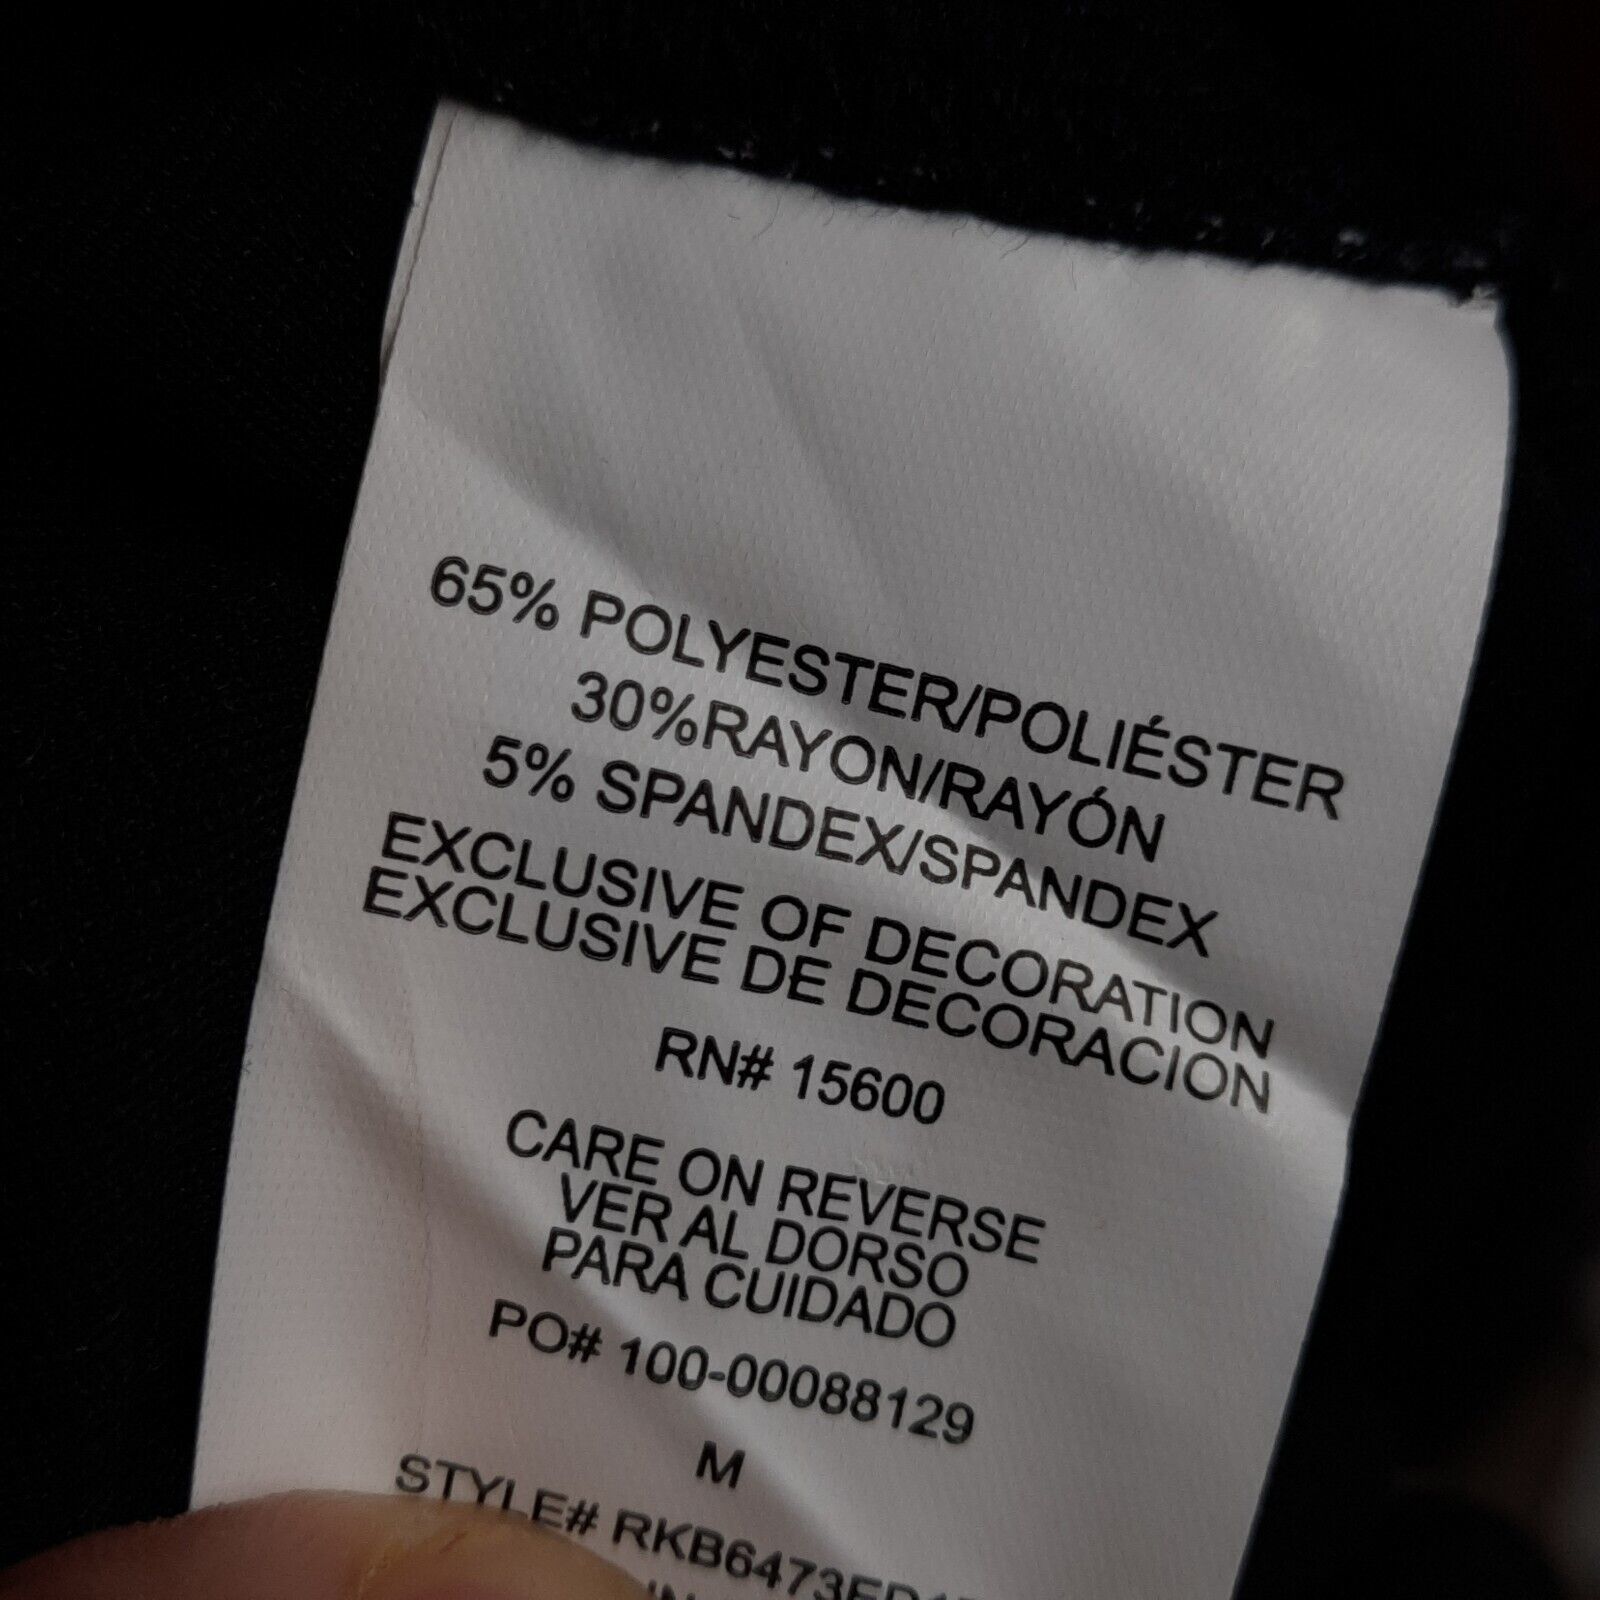 65% POLYESTER/POLIÉSTER
30%RAYON/RAYÓN
5% SPANDEX/SPANDEX
EXCLUSIVE OF DECORATION
EXCLUSIVE DE DECORACION
RN# 15600
CARE ON REVERSE
VER AL DORSO
PARA CUIDADO
PO# 100-00088129
M
STYLE#